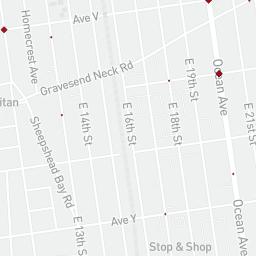 Ave V
Homecrest Ave
Gravesend Neck Rd
E 19th St
Ocean Ave
itan
E 14th St
E 16th St
E 18th St
E 21st St
Sheepshead Bay Rd
Ave Y
E 13th S
Ocean Ave
Stop & Shop